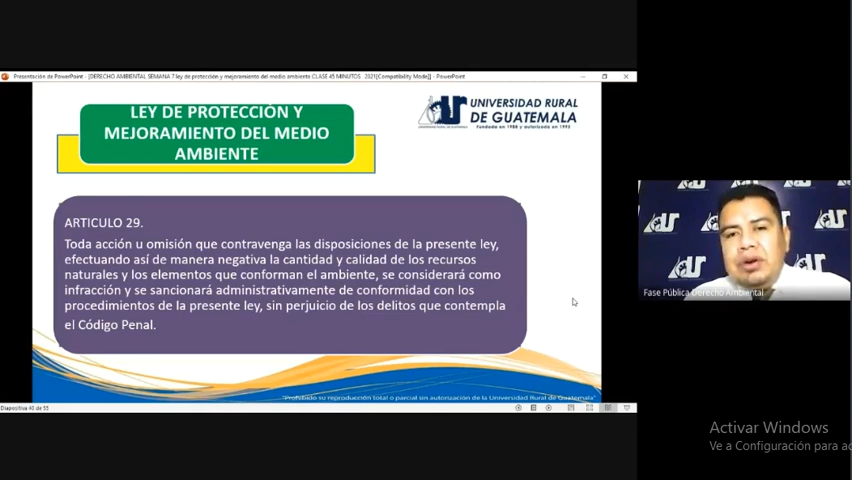 Presentación de PowerPoint - [DERECHO AMBIENTAL SEMANA 7 ley de protección y mejoramiento del medio ambiente CLASE 45 MINUTOS 2021[Compatibility Mode]] - PowerPoint
LEY DE PROTECCIÓN Y
MEJORAMIENTO DEL MEDIO
AMBIENTE
UNIVERSIDAD RURAL
DE GUATEMALA
Fundada en 1988 y autorizada en 1995
ARTICULO 29.
Toda acción u omisión que contravenga las disposiciones de la presente ley,
efectuando así de manera negativa la cantidad y calidad de los recursos
naturales y los elementos que conforman el ambiente, se considerará como
infracción y se sancionará administrativamente de conformidad con los
procedimientos de la presente ley, sin perjuicio de los delitos que contempla
el Código Penal.
"Prohibido su reproducción total o parcial sin autorización de la Universidad Rural de Guatemala"
Diapositiva 40 de 55
Fase Pública Derecho Ambiental
Activar Windows
Ve a Configuración para ac